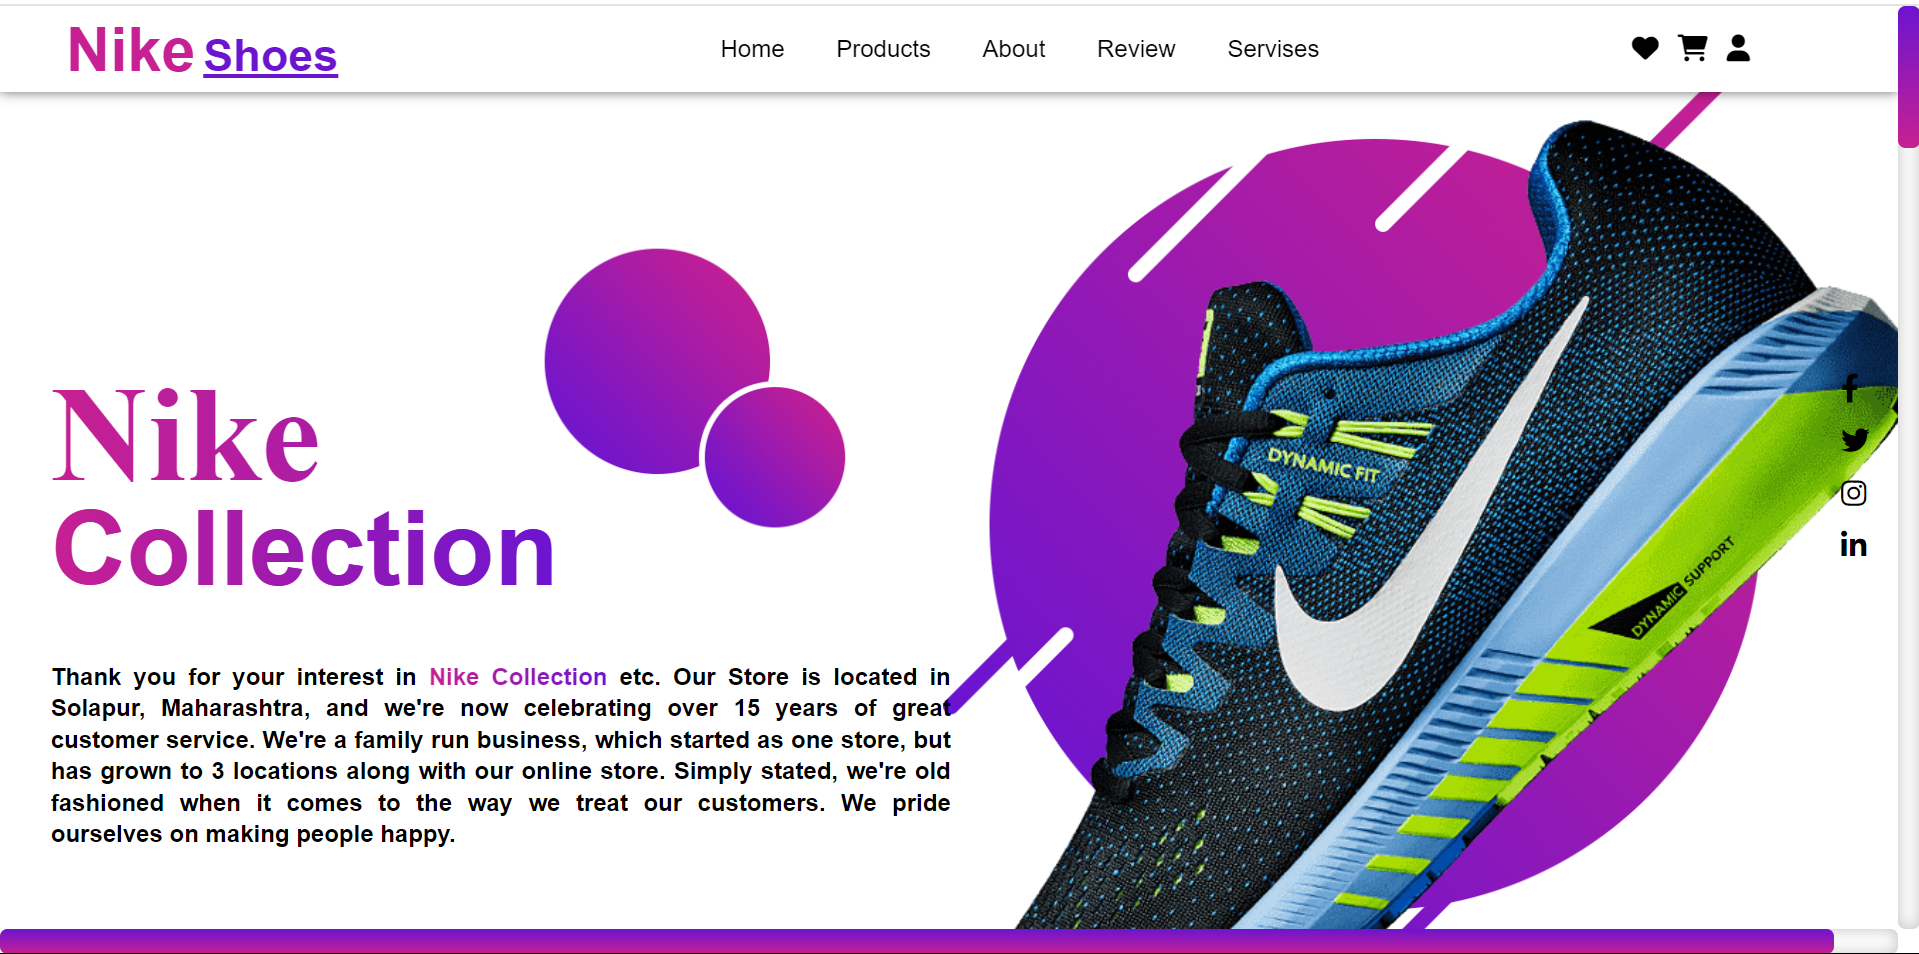 Nike Shoes
Home Products About Review Servises
Nike
Collection
Thank you for your interest in Nike Collection etc. Our Store is located in
Solapur, Maharashtra, and we're now celebrating over 15 years of great
customer service. We're a family run business, which started as one store, but
has grown to 3 locations along with our online store. Simply stated, we're old
fashioned when it comes to the way we treat our customers. We pride
ourselves on making people happy.
DYNAMIC FIT
DYNAMIC SUPPORT